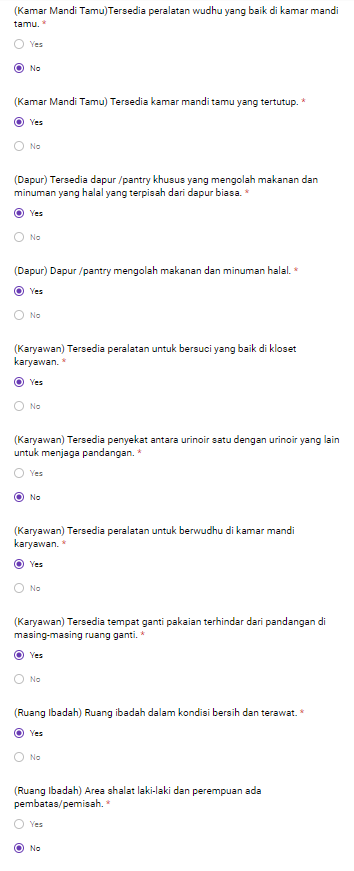 (Kamar Mandi Tamu)Tersedia peralatan wudhu yang baik di kamar mandi
tamu. *
Yes
No
(Kamar Mandi Tamu) Tersedia kamar mandi tamu yang tertutup. *
Yes
No
(Dapur) Tersedia dapur /pantry khusus yang mengolah makanan dan
minuman yang halal yang terpisah dari dapur biasa. *
Yes
No
(Dapur) Dapur /pantry mengolah makanan dan minuman halal. *
Yes
No
(Karyawan) Tersedia peralatan untuk bersuci yang baik di kloset
karyawan. *
Yes
No
(Karyawan) Tersedia penyekat antara urinoir satu dengan urinoir yang lain
untuk menjaga pandangan. *
Yes
No
(Karyawan) Tersedia peralatan untuk berwudhu di kamar mandi
karyawan. *
Yes
No
(Karyawan) Tersedia tempat ganti pakaian terhindar dari pandangan di
masing-masing ruang ganti. *
Yes
No
(Ruang Ibadah) Ruang ibadah dalam kondisi bersih dan terawat. *
Yes
No
(Ruang Ibadah) Area shalat laki-laki dan perempuan ada
pembatas/pemisah. *
Yes
No